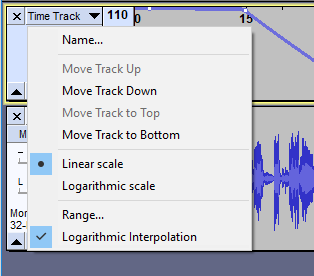 Time Track
110
0
15
Name...
Move Track Up
Move Track Down
Move Track to Top
Move Track to Bottom
Linear scale
Logarithmic scale
Range...
Logarithmic Interpolation
M
L
Mon
32-